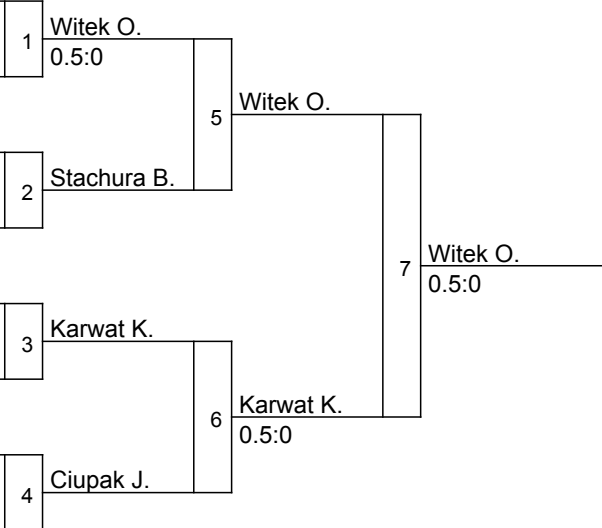 Witek O.
1
0.5:0
Witek O.
5
Stachura B.
2
Witek O.
7
0.5:0
Karwat K.
3
Karwat K.
6
0.5:0
Ciupak J.
4